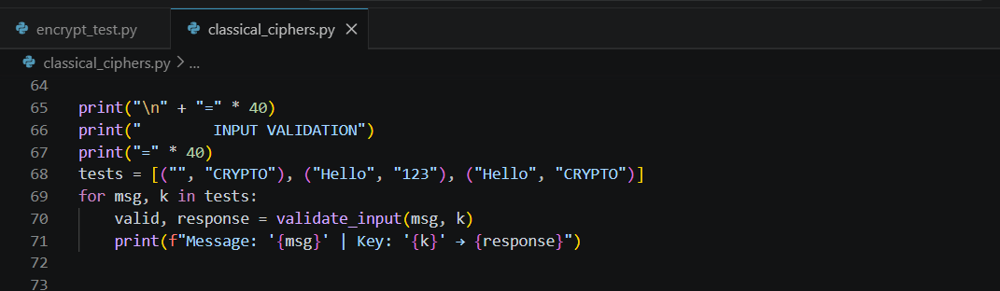 encrypt_test.py
classical_ciphers.py
classical_ciphers.py > ...
64
65 print("\n" + "=" * 40)
66 print("        INPUT VALIDATION")
67 print("=" * 40)
68 tests = [("", "CRYPTO"), ("Hello", "123"), ("Hello", "CRYPTO")]
69 for msg, k in tests:
70     valid, response = validate_input(msg, k)
71     print(f"Message: '{msg}' | Key: '{k}' → {response}")
72
73